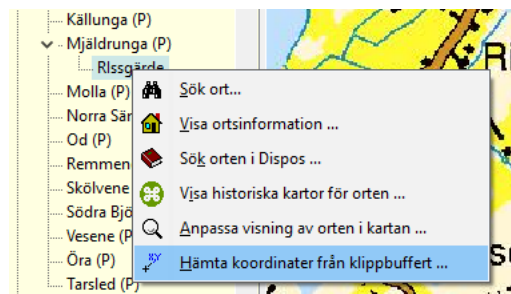 Källunga (P)
Mjäldrunga (P)
RIssgärde
Molla (P)
Norra Sär
Od (P)
Remmen
Skölvene
Södra Bjö
Vesene (P
Öra (P)
Tarsled (P)
Sök ort...
Visa ortsinformation ...
Sök orten i Dispos ...
Visa historiska kartor för orten ...
Anpassa visning av orten i kartan ...
Hämta koordinater från klippbuffert ...
Ri